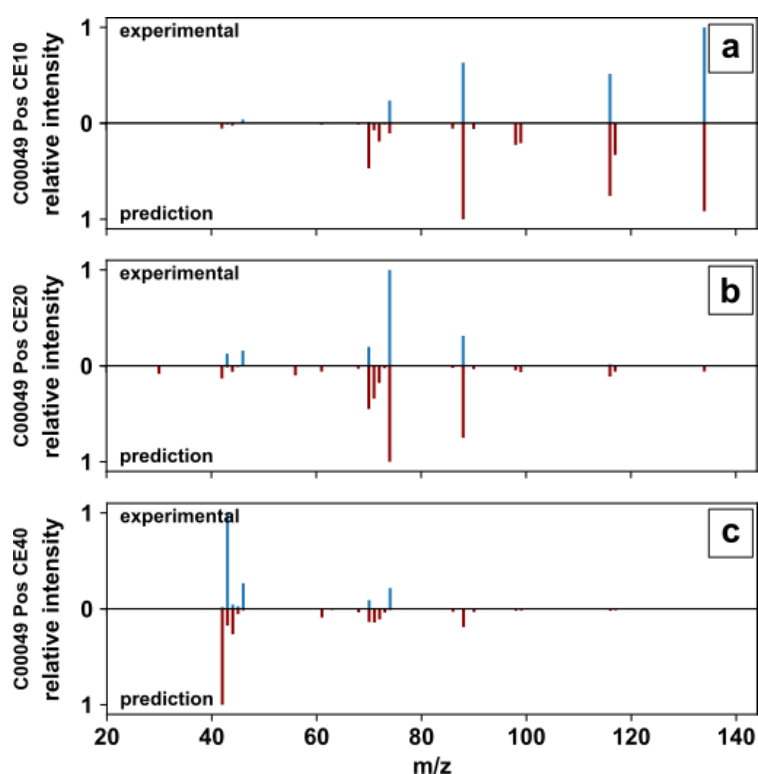 C00049 Pos CE10
relative intensity
1
0
1
experimental
prediction
a
C00049 Pos CE20
relative intensity
1
0
1
experimental
prediction
b
C00049 Pos CE40
relative intensity
1
0
1
experimental
prediction
c
20 40 60 80 100 120 140
m/z